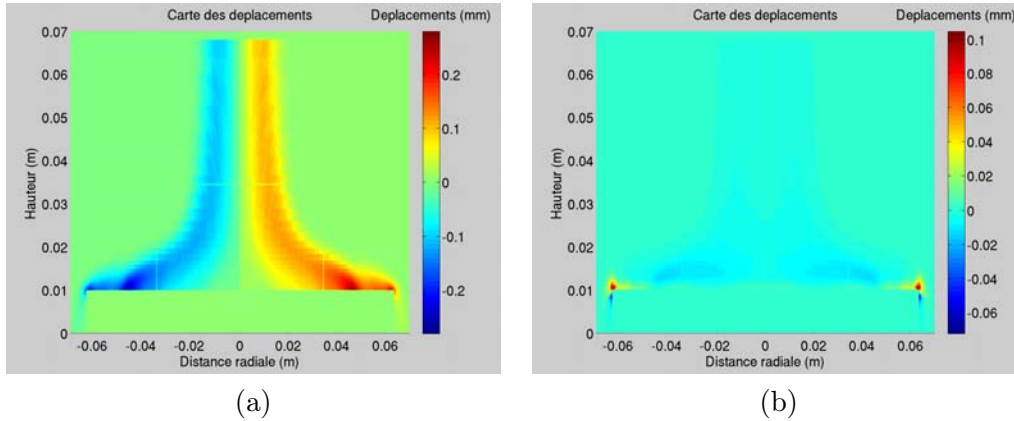 Carte des deplacements
Deplacements (mm)
0.07
0.06
0.05
0.04
0.03
0.02
0.01
0
Hauteur (m)
-0.06 -0.04 -0.02 0 0.02 0.04 0.06
Distance radiale (m)
0.2
0.1
0
-0.1
-0.2
(a)
Carte des deplacements
Deplacements (mm)
0.07
0.06
0.05
0.04
0.03
0.02
0.01
0
Hauteur (m)
-0.06 -0.04 -0.02 0 0.02 0.04 0.06
Distance radiale (m)
0.1
0.08
0.06
0.04
0.02
0
-0.02
-0.04
-0.06
(b)